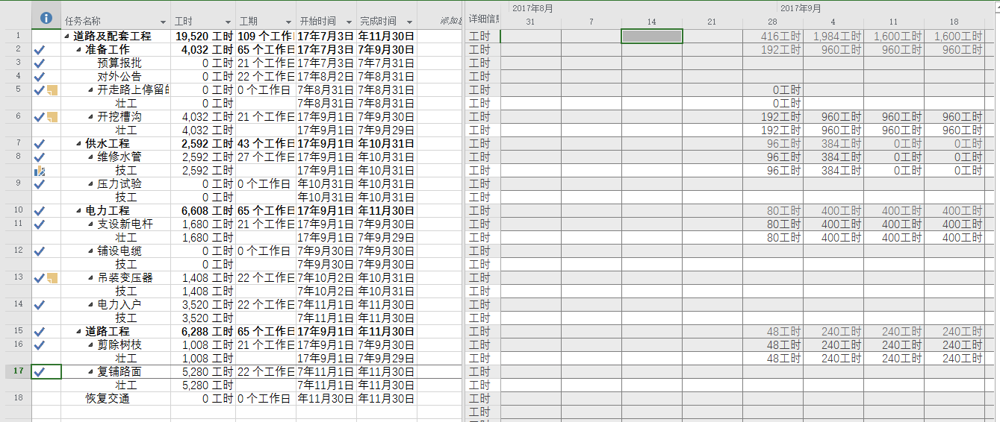 2017年8月 2017年9月
任务名称 工时 工期 开始时间 完成时间 添加 详细信息 31 7 14 21 28 4 11 18
1 道路及配套工程 19,520 工时 109 个工作日 17年7月3日 年11月30日 工时 416工时 1,984工时 1,600工时 1,600工时
2 准备工作 4,032 工时 65 个工作日 17年7月3日 7年9月30日 工时 192工时 960工时 960工时 960工时
3 预算报批 0 工时 21 个工作日 17年7月3日 7年7月31日 工时
4 对外公告 0 工时 22 个工作日 17年8月2日 7年8月31日 工时
5 开走路上停留的 0 工时 0 个工作日 7年8月31日 7年8月31日 工时 0工时
壮工 0 工时 7年8月31日 7年8月31日 工时 0工时
6 开挖槽沟 4,032 工时 21 个工作日 17年9月1日 7年9月30日 工时 192工时 960工时 960工时 960工时
壮工 4,032 工时 17年9月1日 7年9月29日 工时 192工时 960工时 960工时 960工时
7 供水工程 2,592 工时 43 个工作日 17年9月1日 年10月31日 工时 96工时 384工时 0工时 0工时
8 维修水管 2,592 工时 27 个工作日 17年9月1日 年10月31日 工时 96工时 384工时 0工时 0工时
技工 2,592 工时 17年9月1日 年10月31日 工时 96工时 384工时 0工时 0工时
9 压力试验 0 工时 0 个工作日 年10月31日 年10月31日 工时
技工 0 工时 年10月31日 年10月31日 工时
10 电力工程 6,608 工时 65 个工作日 17年9月1日 年11月30日 工时 80工时 400工时 400工时 400工时
11 支设新电杆 1,680 工时 21 个工作日 17年9月1日 7年9月30日 工时 80工时 400工时 400工时 400工时
壮工 1,680 工时 17年9月1日 7年9月29日 工时 80工时 400工时 400工时 400工时
12 铺设电缆 0 工时 0 个工作日 7年9月30日 7年9月30日 工时
技工 0 工时 7年9月30日 7年9月30日 工时
13 吊装变压器 1,408 工时 22 个工作日 7年10月2日 年10月31日 工时
技工 1,408 工时 7年10月2日 年10月31日 工时
14 电力入户 3,520 工时 22 个工作日 7年11月1日 年11月30日 工时
技工 3,520 工时 7年11月1日 年11月30日 工时
15 道路工程 6,288 工时 65 个工作日 17年9月1日 年11月30日 工时 48工时 240工时 240工时 240工时
16 剪除树枝 1,008 工时 21 个工作日 17年9月1日 7年9月30日 工时 48工时 240工时 240工时 240工时
壮工 1,008 工时 17年9月1日 7年9月29日 工时 48工时 240工时 240工时 240工时
17 复铺路面 5,280 工时 22 个工作日 7年11月1日 年11月30日 工时
壮工 5,280 工时 7年11月1日 年11月30日 工时
18 恢复交通 0 工时 0 个工作日 年11月30日 年11月30日 工时
工时